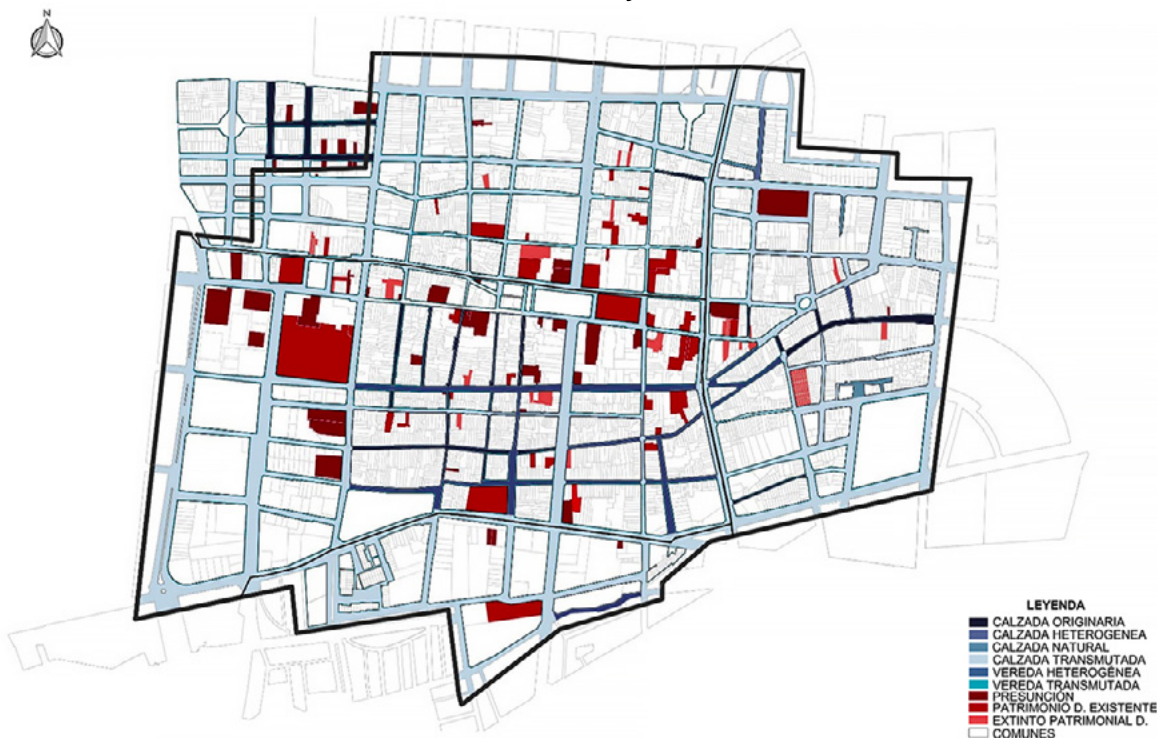 N
LEYENDA
CALZADA ORIGINARIA
CALZADA HETEROGENEA
CALZADA NATURAL
CALZADA TRANSMUTADA
VEREDA HETEROGÉNEA
VEREDA TRANSMUTADA
PRESUNCIÓN
PATRIMONIO D. EXISTENTE
EXTINTO PATRIMONIAL D.
COMUNES